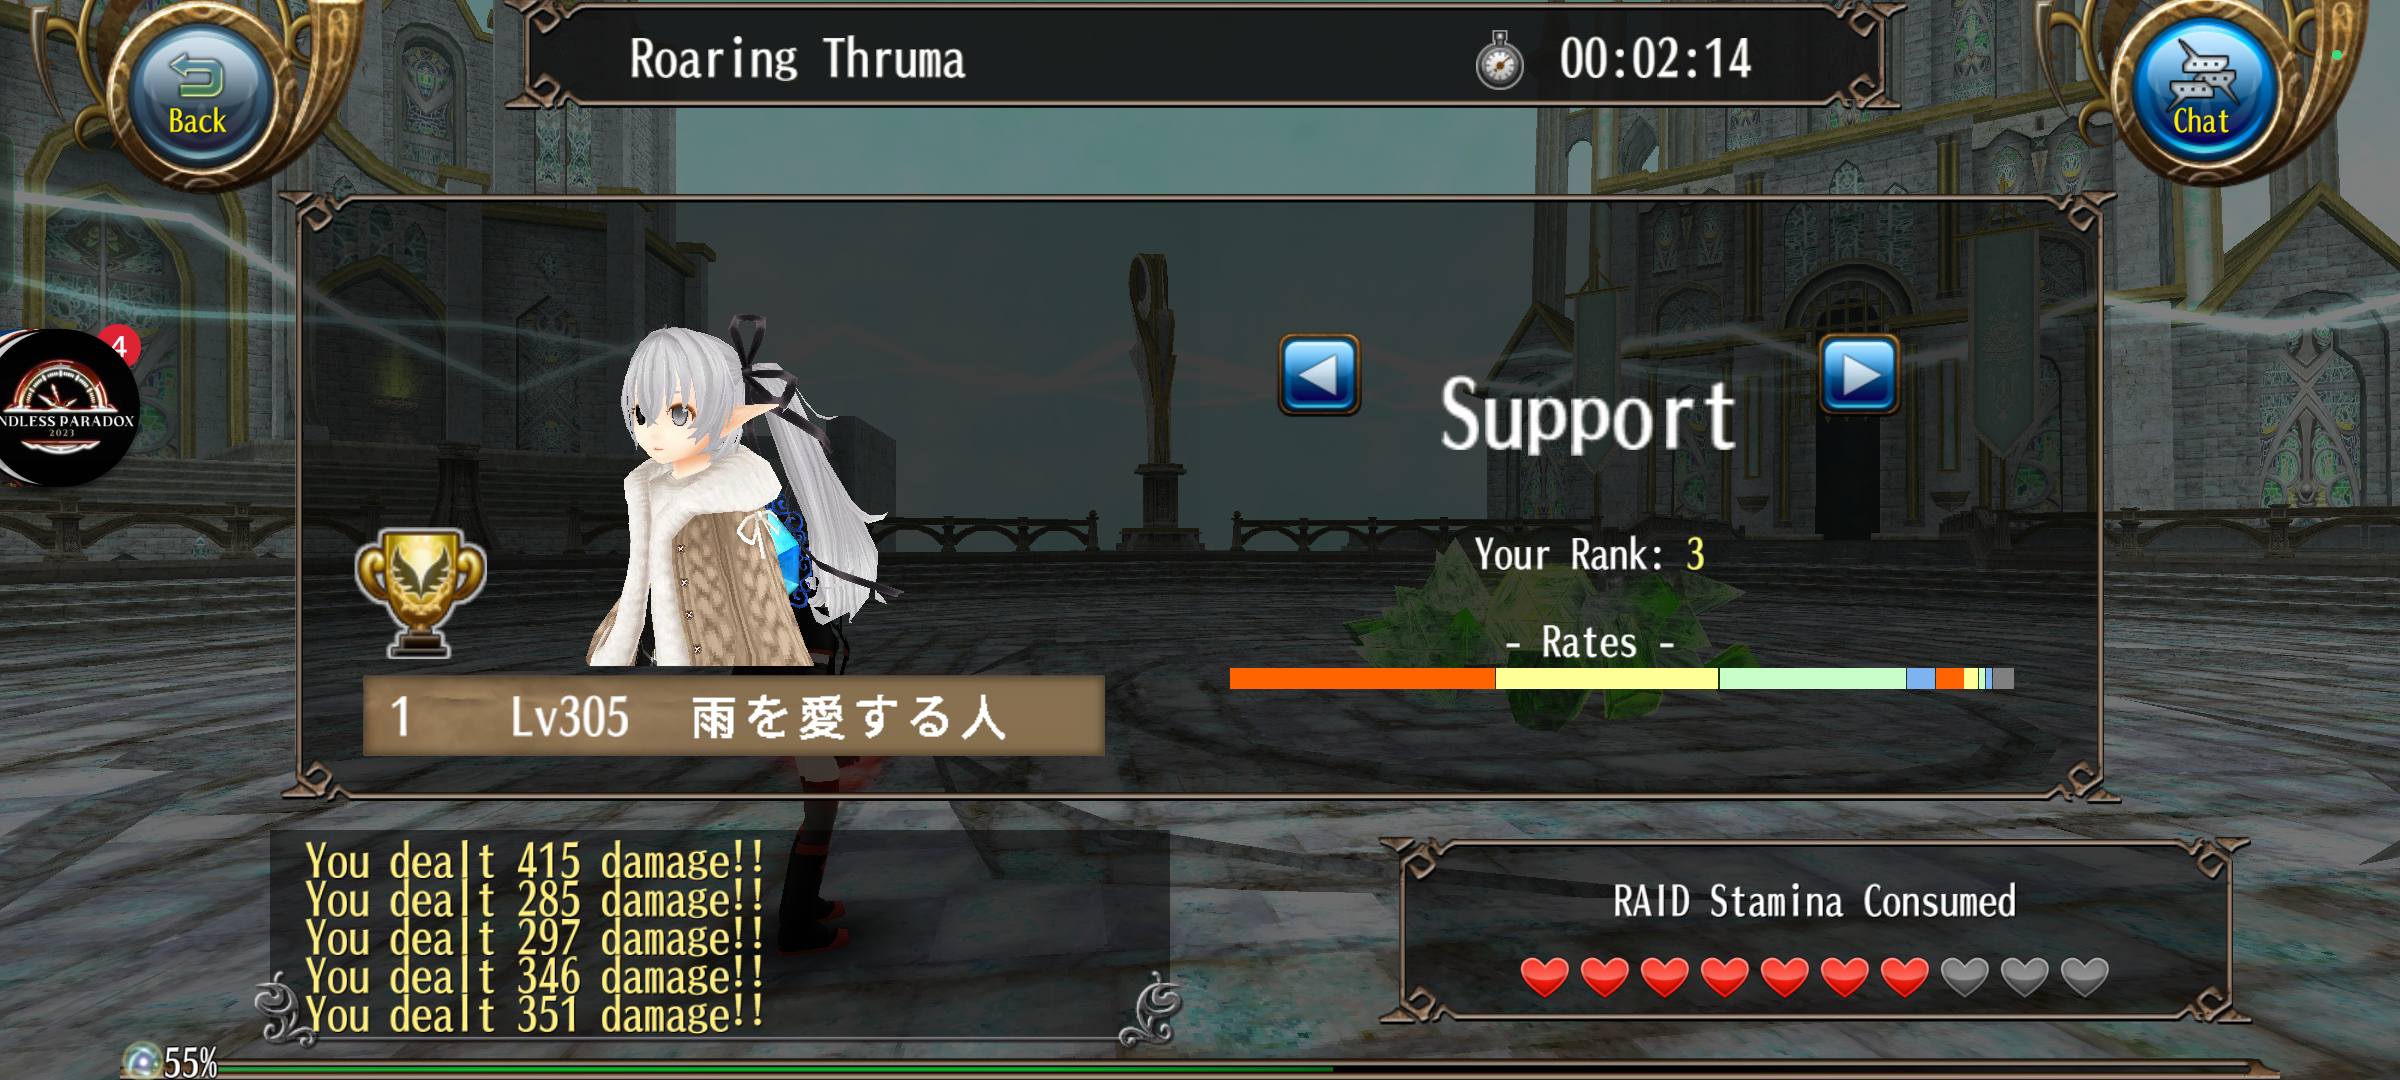 Roaring Thruma
00:02:14
Back
Chat
4
NDLESS PARADOX
2023
Support
Your Rank: 3
- Rates -
1 Lv305 雨を愛する人
You dealt 415 damage!!
You dealt 285 damage!!
You dealt 297 damage!!
You dealt 346 damage!!
You dealt 351 damage!!
RAID Stamina Consumed
55%